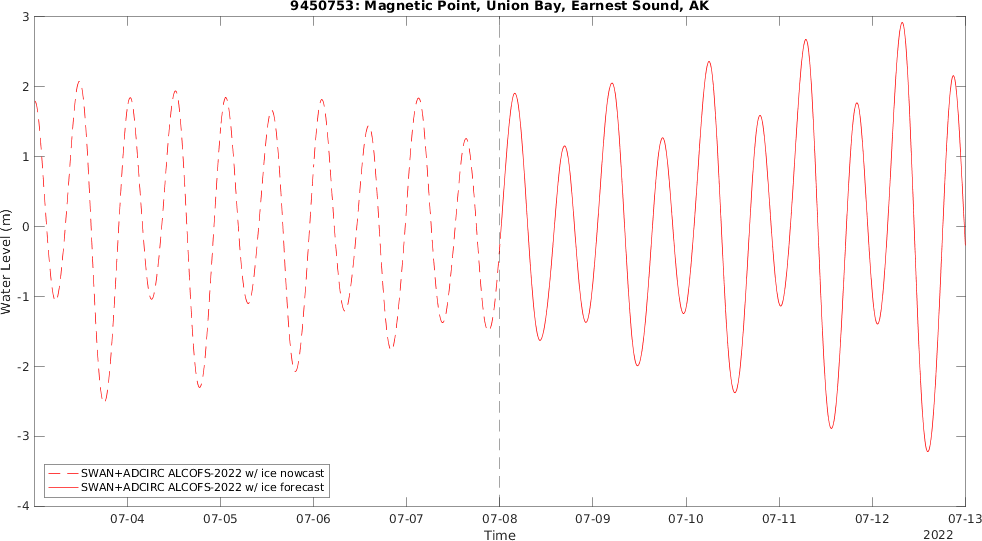 9450753: Magnetic Point, Union Bay, Earnest Sound, AK
3
2
1
0
-1
-2
-3
-4
Water Level (m)
SWAN+ADCIRC ALCOFS-2022 w/ ice nowcast
SWAN+ADCIRC ALCOFS-2022 w/ ice forecast
07-04 07-05 07-06 07-07 07-08 07-09 07-10 07-11 07-12 07-13
Time
2022